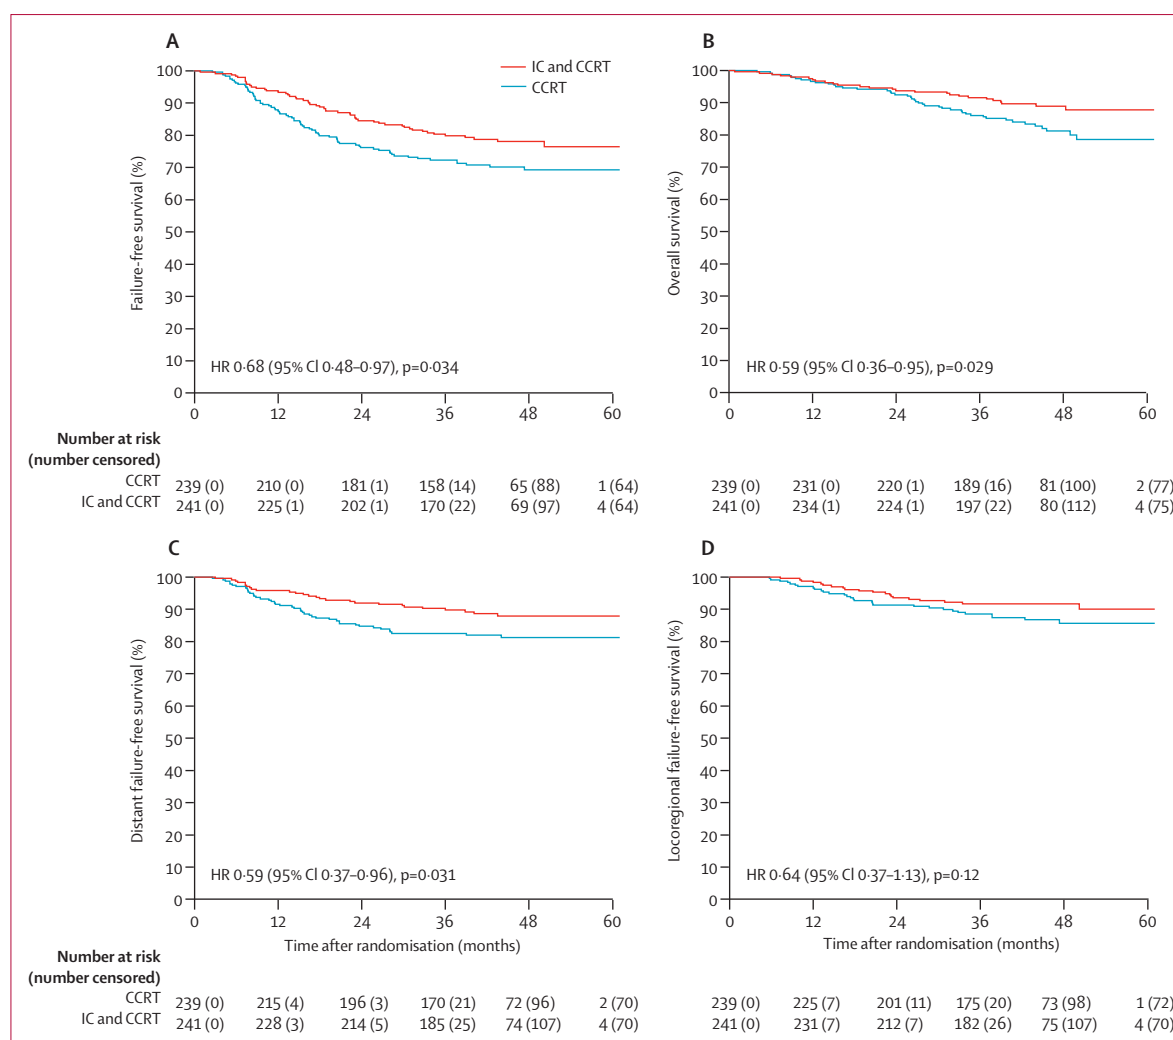 A
IC and CCRT
CCRT
100
90
80
70
60
50
40
30
20
10
0
Failure-free survival (%)
HR 0·68 (95% CI 0·48–0·97), p=0·034
0 12 24 36 48 60
B
100
90
80
70
60
50
40
30
20
10
0
Overall survival (%)
HR 0·59 (95% CI 0·36–0·95), p=0·029
0 12 24 36 48 60
Number at risk
(number censored)
CCRT 239 (0) 210 (0) 181 (1) 158 (14) 65 (88) 1 (64) 239 (0) 231 (0) 220 (1) 189 (16) 81 (100) 2 (77)
IC and CCRT 241 (0) 225 (1) 202 (1) 170 (22) 69 (97) 4 (64) 241 (0) 234 (1) 224 (1) 197 (22) 80 (112) 4 (75)
C
100
90
80
70
60
50
40
30
20
10
0
Distant failure-free survival (%)
HR 0·59 (95% CI 0·37–0·96), p=0·031
0 12 24 36 48 60
Time after randomisation (months)
D
100
90
80
70
60
50
40
30
20
10
0
Locoregional failure-free survival (%)
HR 0·64 (95% CI 0·37–1·13), p=0·12
0 12 24 36 48 60
Time after randomisation (months)
Number at risk
(number censored)
CCRT 239 (0) 215 (4) 196 (3) 170 (21) 72 (96) 2 (70) 239 (0) 225 (7) 201 (11) 175 (20) 73 (98) 1 (72)
IC and CCRT 241 (0) 228 (3) 214 (5) 185 (25) 74 (107) 4 (70) 241 (0) 231 (7) 212 (7) 182 (26) 75 (107) 4 (70)